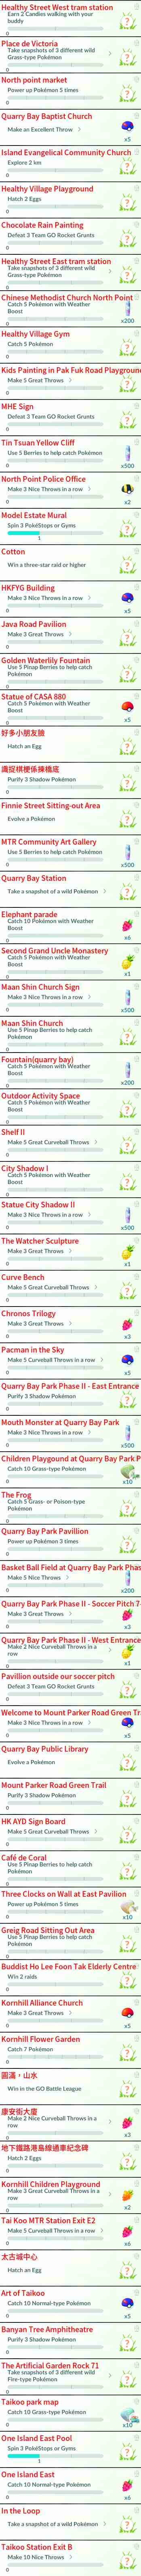 Healthy Street West tram station
Earn 2 Candies walking with your
buddy
0
Place de Victoria
Take snapshots of 3 different wild
Grass-type Pokémon
0
North point market
Power up Pokémon 5 times
0
Quarry Bay Baptist Church
Make an Excellent Throw
x5
0
Island Evangelical Community Church
Explore 2 km
0
Healthy Village Playground
Hatch 2 Eggs
0
Chocolate Rain Painting
Defeat 3 Team GO Rocket Grunts
0
Healthy Street East tram station
Take snapshots of 3 different wild
Grass-type Pokémon
0
Chinese Methodist Church North Point
Catch 5 Pokémon with Weather
Boost
x200
0
Healthy Village Gym
Catch 5 Pokémon
0
Kids Painting in Pak Fuk Road Playground
Make 5 Great Throws
0
MHE Sign
Defeat 3 Team GO Rocket Grunts
0
Tin Tsuan Yellow Cliff
Use 5 Berries to help catch Pokémon
x500
0
North Point Police Office
Make 3 Nice Throws in a row
x2
0
Model Estate Mural
Spin 3 PokéStops or Gyms
1
Cotton
Win a three-star raid or higher
0
HKFYG Building
Make 3 Nice Throws in a row
x5
0
Java Road Pavilion
Make 3 Great Throws
0
Golden Waterlily Fountain
Use 5 Pinap Berries to help catch
Pokémon
0
Statue of CASA 880
Catch 5 Pokémon with Weather
Boost
x5
0
好多小朋友臉
Hatch an Egg
0
識捉棋梗係揀橋底
Purify 3 Shadow Pokémon
0
Finnie Street Sitting-out Area
Evolve a Pokémon
0
MTR Community Art Gallery
Use 5 Berries to help catch Pokémon
x500
0
Quarry Bay Station
Take a snapshot of a wild Pokémon
0
Elephant parade
Catch 10 Pokémon with Weather
Boost
x6
0
Second Grand Uncle Monastery
Catch 5 Pokémon with Weather
Boost
x1
0
Maan Shin Church Sign
Make 3 Nice Throws in a row
x500
0
Maan Shin Church
Use 5 Pinap Berries to help catch
Pokémon
0
Fountain(quarry bay)
Catch 5 Pokémon with Weather
Boost
x200
0
Outdoor Activity Space
Catch 5 Pokémon with Weather
Boost
0
Shelf II
Make 5 Great Curveball Throws
0
City Shadow I
Catch 5 Pokémon with Weather
Boost
0
Statue City Shadow II
Make 3 Nice Throws in a row
x500
0
The Watcher Sculpture
Make 3 Great Throws
x1
0
Curve Bench
Make 5 Great Curveball Throws
0
Chronos Trilogy
Make 3 Great Throws
x3
0
Pacman in the Sky
Make 5 Curveball Throws in a row
x5
0
Quarry Bay Park Phase II - East Entrance
Purify 3 Shadow Pokémon
0
Mouth Monster at Quarry Bay Park
Make 3 Nice Throws in a row
x500
0
Children Playgound at Quarry Bay Park P
Catch 10 Grass-type Pokémon
x10
0
The Frog
Catch 5 Grass- or Poison-type
Pokémon
0
Quarry Bay Park Pavillion
Power up Pokémon 3 times
0
Basket Ball Field at Quarry Bay Park Phas
Make 5 Nice Throws
x200
0
Quarry Bay Park Phase II - Soccer Pitch 7
Make 3 Great Throws
x3
0
Quarry Bay Park Phase II - West Entrance
Make 2 Nice Curveball Throws in a
row
x1
0
Pavillion outside our soccer pitch
Defeat 3 Team GO Rocket Grunts
0
Welcome to Mount Parker Road Green Tr
Make 3 Nice Throws in a row
x5
0
Quarry Bay Public Library
Evolve a Pokémon
0
Mount Parker Road Green Trail
Purify 3 Shadow Pokémon
0
HK AYD Sign Board
Make 5 Great Curveball Throws
0
Café de Coral
Use 5 Pinap Berries to help catch
Pokémon
0
Three Clocks on Wall at East Pavilion
Power up Pokémon 5 times
x10
0
Greig Road Sitting Out Area
Use 5 Pinap Berries to help catch
Pokémon
0
Buddist Ho Lee Foon Tak Elderly Centre
Win 2 raids
0
Kornhill Alliance Church
Make 3 Great Throws
x5
0
Kornhill Flower Garden
Catch 7 Pokémon
0
圓滿，山水
Win in the GO Battle League
0
康安街大廈
Make 2 Nice Curveball Throws in a
row
x3
0
地下鐵路港島線通車紀念碑
Hatch 2 Eggs
0
Kornhill Children Playground
Make 3 Great Curveball Throws in a
row
x2
0
Tai Koo MTR Station Exit E2
Make 5 Curveball Throws in a row
x6
0
太古城中心
Hatch an Egg
0
Art of Taikoo
Catch 10 Normal-type Pokémon
x5
0
Banyan Tree Amphitheatre
Purify 3 Shadow Pokémon
0
The Artificial Garden Rock 71
Take snapshots of 3 different wild
Fire-type Pokémon
0
Taikoo park map
Catch 10 Grass-type Pokémon
x10
0
One Island East Pool
Spin 3 PokéStops or Gyms
1
One Island East
Catch 10 Normal-type Pokémon
x6
0
In the Loop
Take a snapshot of a wild Pokémon
0
Taikoo Station Exit B
Make 10 Nice Throws
0